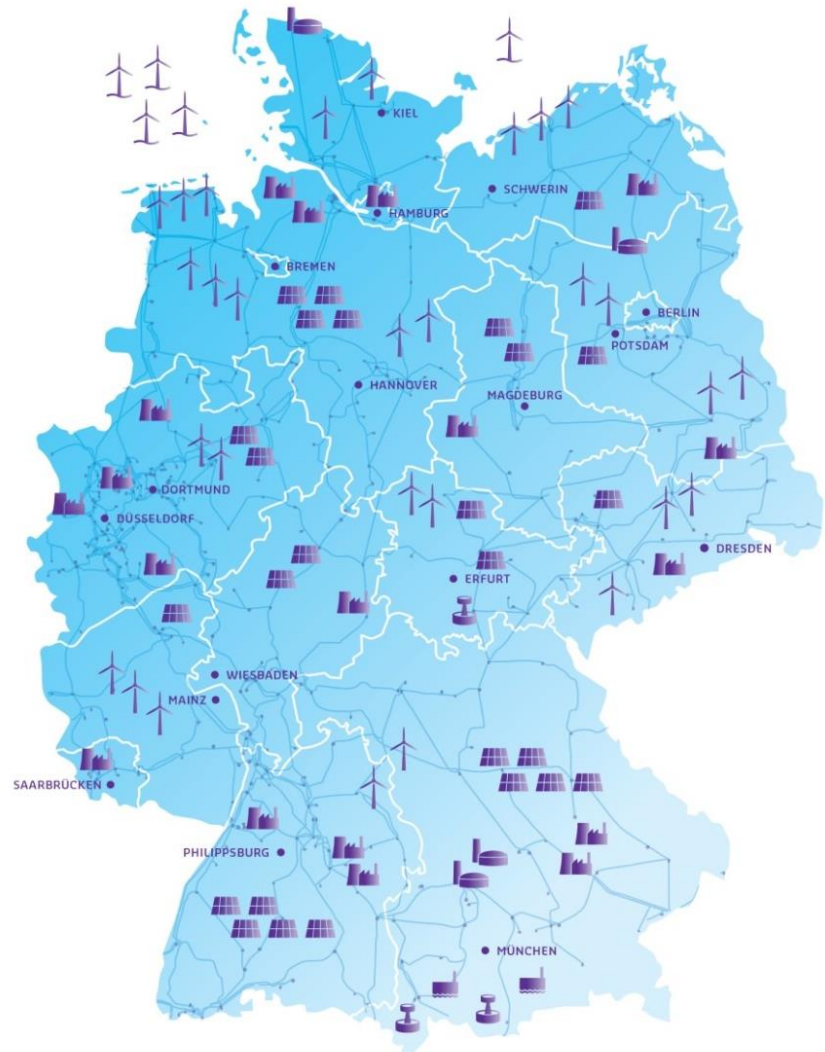 KIEL
SCHWERIN
HAMBURG
BREMEN
BERLIN
POTSDAM
HANNOVER
MAGDEBURG
DORTMUND
DÜSSELDORF
DRESDEN
ERFURT
WIESBADEN
MAINZ
SAARBRÜCKEN
PHILIPPSBURG
MÜNCHEN